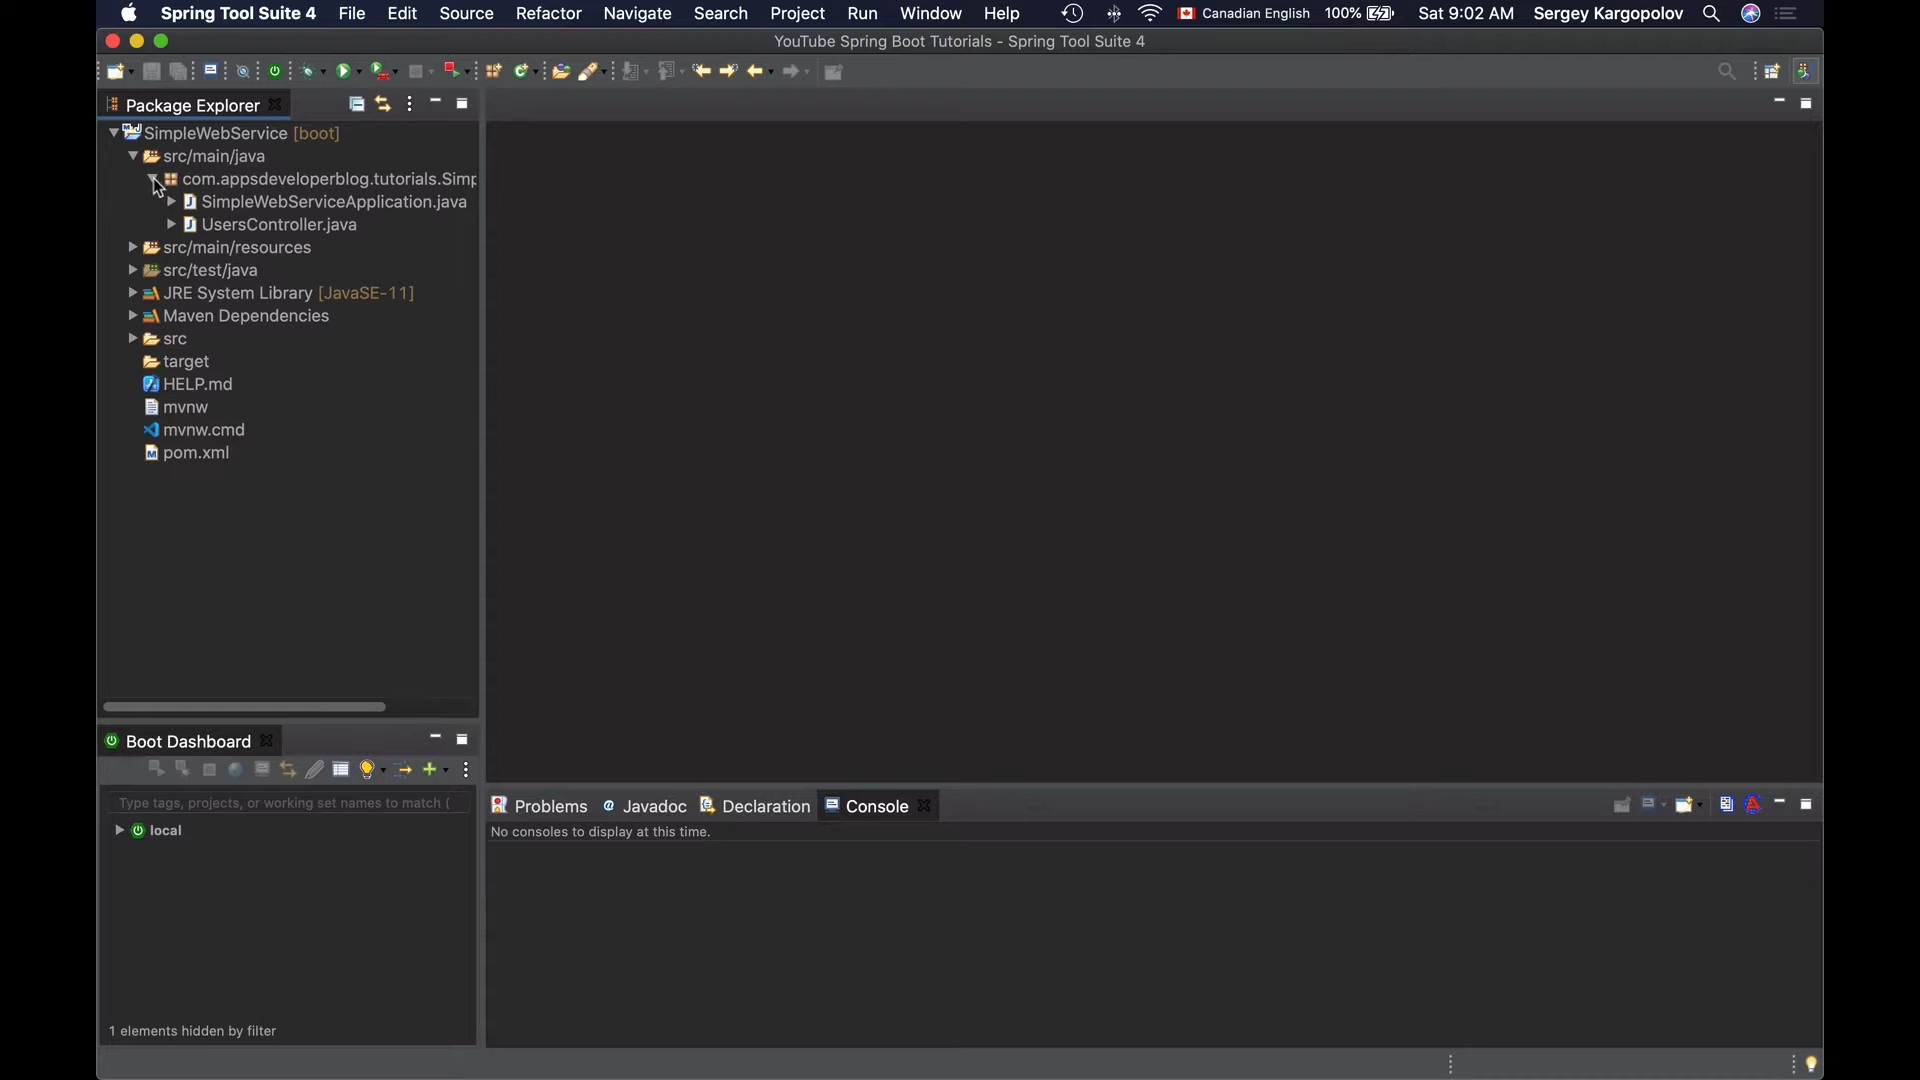 Spring Tool Suite 4 File Edit Source Refactor Navigate Search Project Run Window Help Canadian English 100% Sat 9:02 AM Sergey Kargopolov
YouTube Spring Boot Tutorials - Spring Tool Suite 4
Package Explorer
SimpleWebService [boot]
src/main/java
com.appsdeveloperblog.tutorials.Simp
SimpleWebServiceApplication.java
UsersController.java
src/main/resources
src/test/java
JRE System Library [JavaSE-11]
Maven Dependencies
src
target
HELP.md
mvnw
mvnw.cmd
pom.xml
Boot Dashboard
Type tags, projects, or working set names to match (
local
1 elements hidden by filter
Problems Javadoc Declaration Console
No consoles to display at this time.